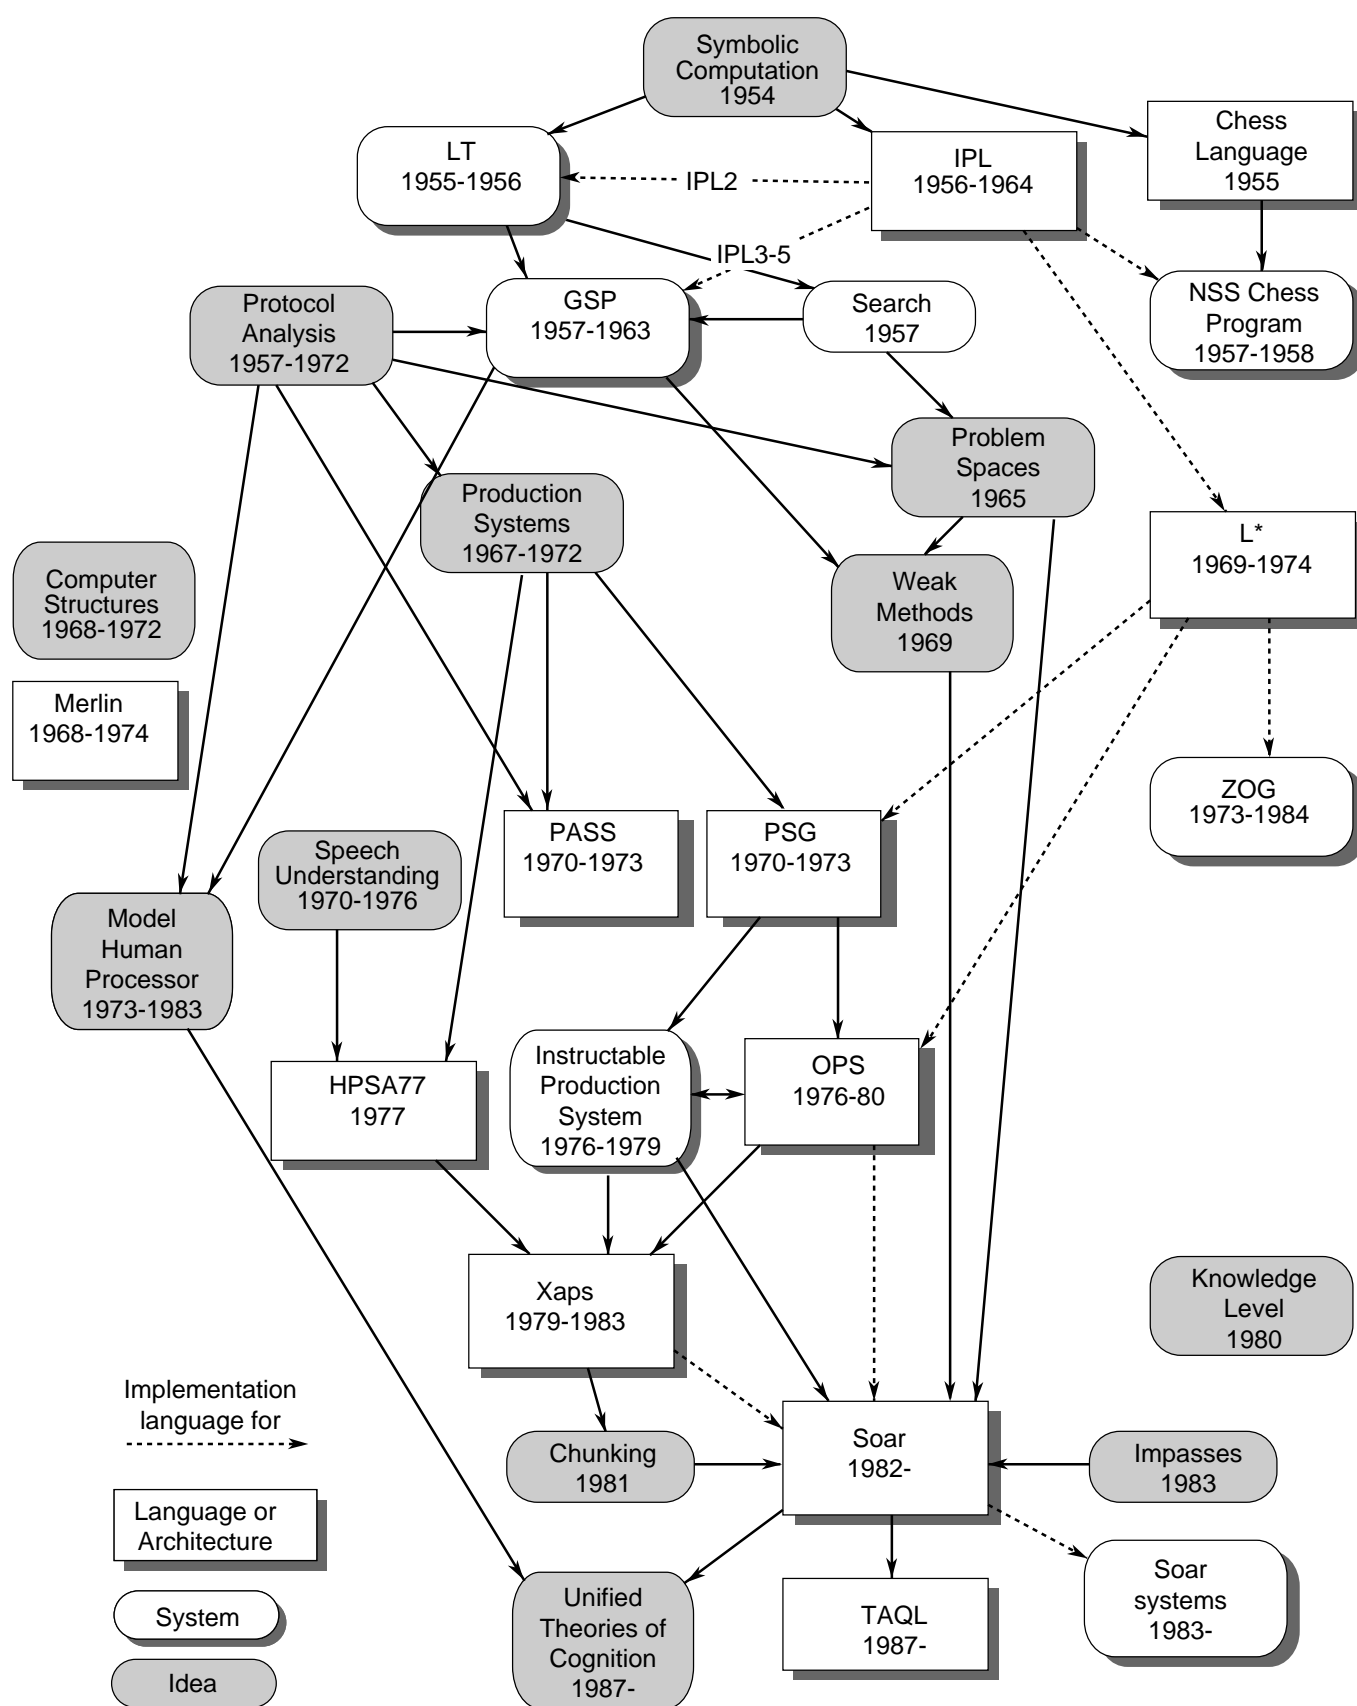 Symbolic
Computation
1954
LT
1955-1956
IPL2
IPL
1956-1964
Chess
Language
1955
IPL3-5
Protocol
Analysis
1957-1972
GSP
1957-1963
Search
1957
NSS Chess
Program
1957-1958
Problem
Spaces
1965
Production
Systems
1967-1972
Computer
Structures
1968-1972
Weak
Methods
1969
L*
1969-1974
Merlin
1968-1974
ZOG
1973-1984
Speech
Understanding
1970-1976
PASS
1970-1973
PSG
1970-1973
Model
Human
Processor
1973-1983
HPSA77
1977
Instructable
Production
System
1976-1979
OPS
1976-80
Xaps
1979-1983
Knowledge
Level
1980
Implementation
language for
Chunking
1981
Soar
1982-
Impasses
1983
Language or
Architecture
System
Idea
Unified
Theories of
Cognition
1987-
TAQL
1987-
Soar
systems
1983-